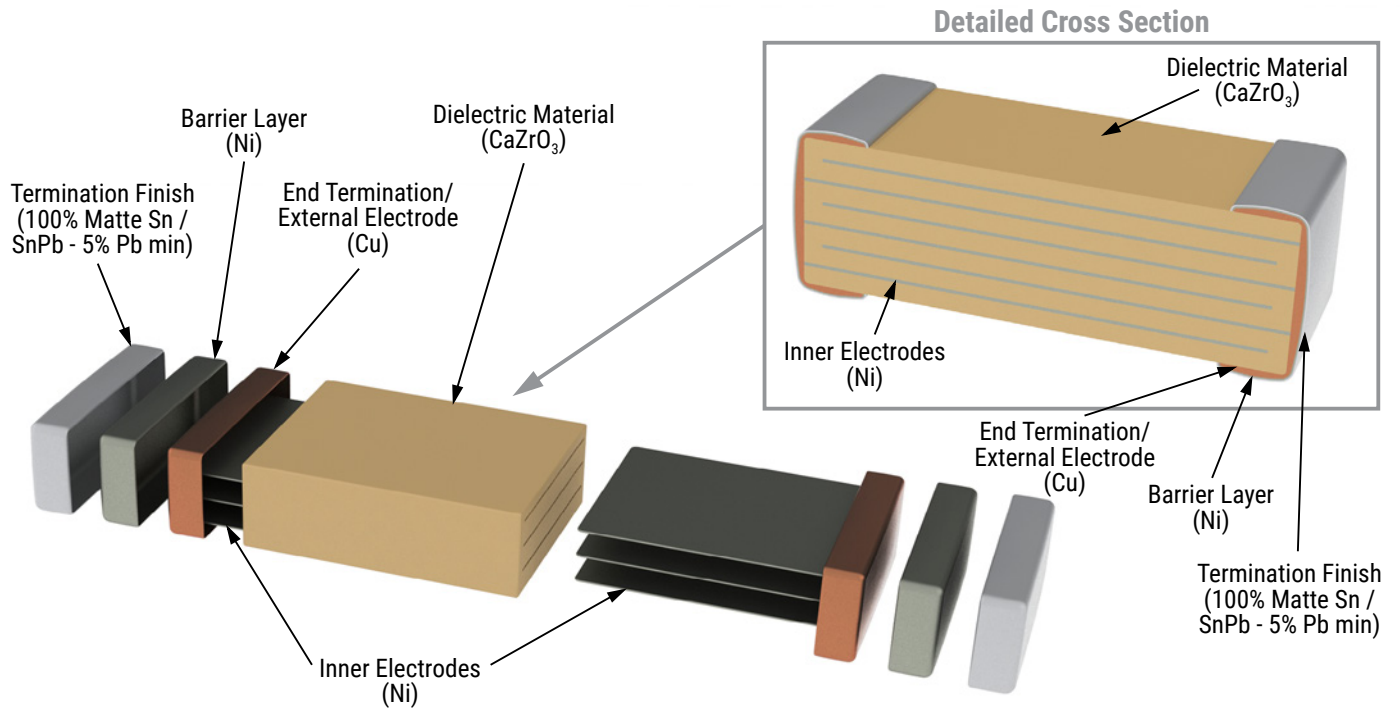 Detailed Cross Section
Dielectric Material
(CaZrO₃)
Barrier Layer
(Ni)
Dielectric Material
(CaZrO₃)
Termination Finish
(100% Matte Sn /
SnPb - 5% Pb min)
End Termination/
External Electrode
(Cu)
Inner Electrodes
(Ni)
End Termination/
External Electrode
(Cu)
Barrier Layer
(Ni)
Termination Finish
(100% Matte Sn /
SnPb - 5% Pb min)
Inner Electrodes
(Ni)